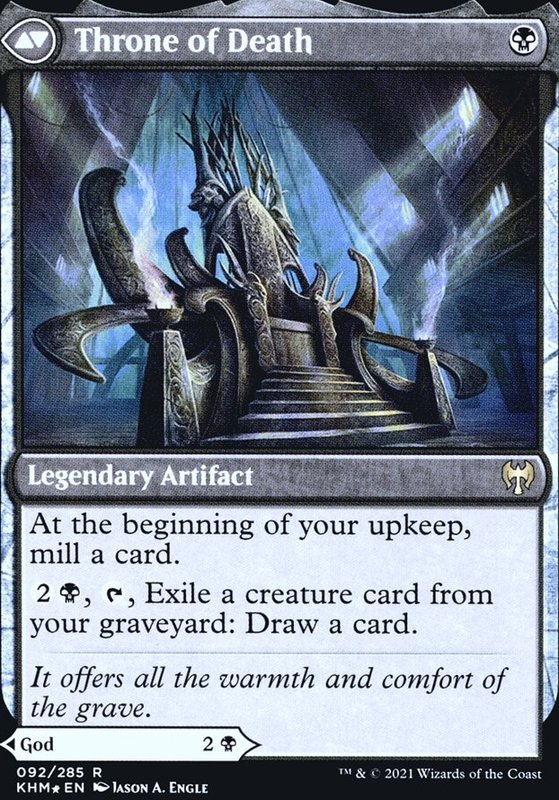 Throne of Death
Legendary Artifact
At the beginning of your upkeep,
mill a card.
2 , , Exile a creature card from
your graveyard: Draw a card.
It offers all the warmth and comfort of
the grave.
God 2
092/285 R
KHM★EN Jason A. Engle
™ & © 2021 Wizards of the Coast